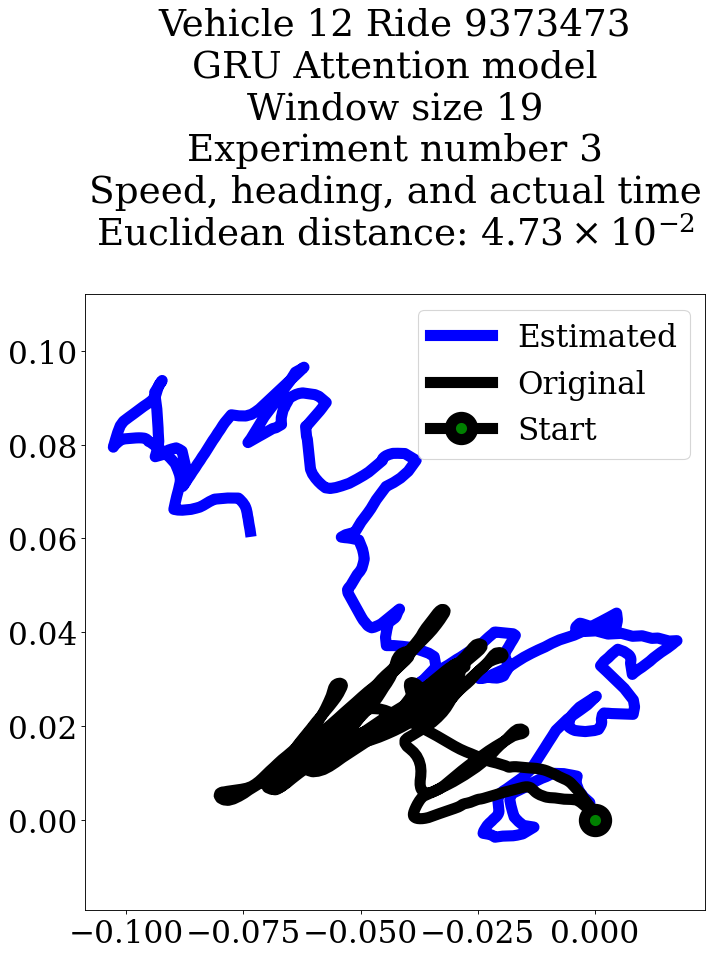 Vehicle 12 Ride 9373473
GRU Attention model
Window size 19
Experiment number 3
Speed, heading, and actual time
Euclidean distance: 4.73 × 10⁻²
Estimated
Original
Start
0.10
0.08
0.06
0.04
0.02
0.00
−0.100 −0.075 −0.050 −0.025 0.000